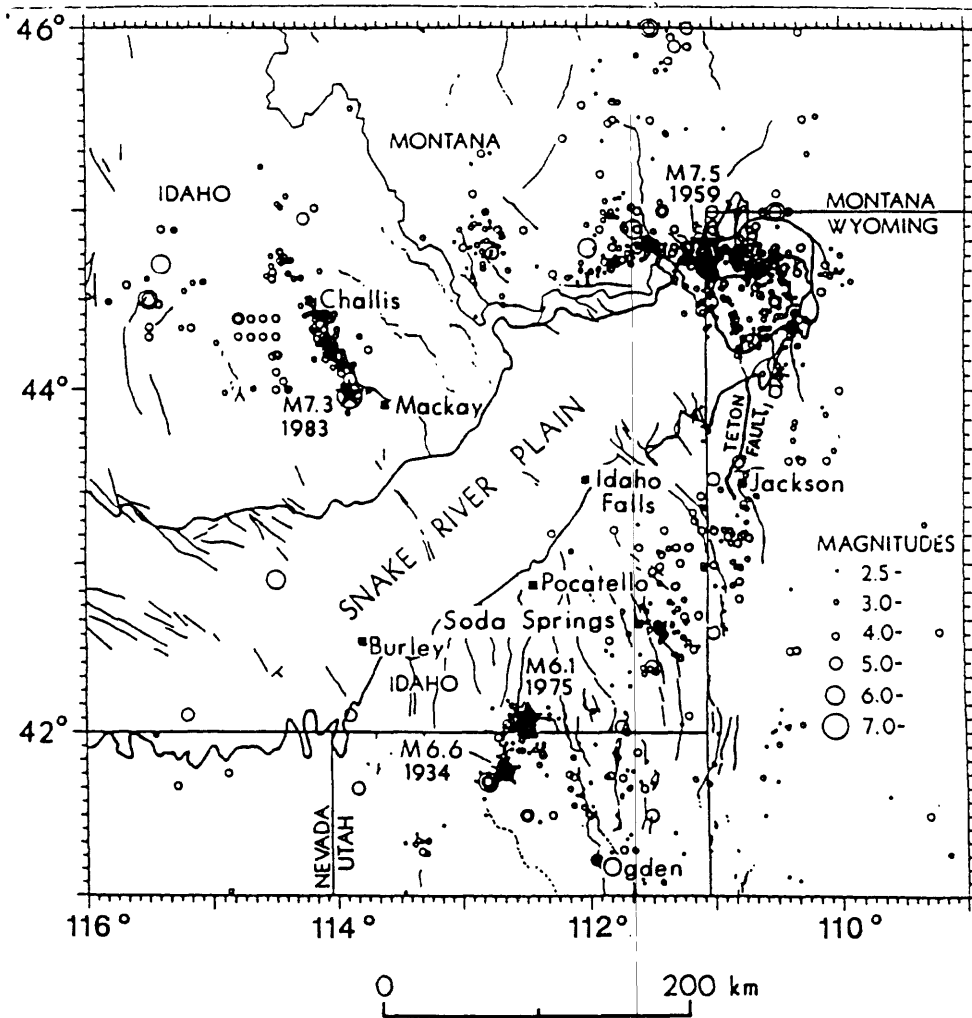 46°
MONTANA
M7.5
1959
IDAHO
MONTANA
WYOMING
Challis
44°
M7.3
1983
Mackay
TETON
FAULT
SNAKE RIVER PLAIN
Idaho
Falls
Jackson
MAGNITUDES
2.5-
3.0-
4.0-
5.0-
6.0-
7.0-
Pocatello
Soda Springs
Burley
IDAHO
M6.1
1975
42°
M6.6
1934
NEVADA
UTAH
Ogden
116° 114° 112° 110°
0 200 km